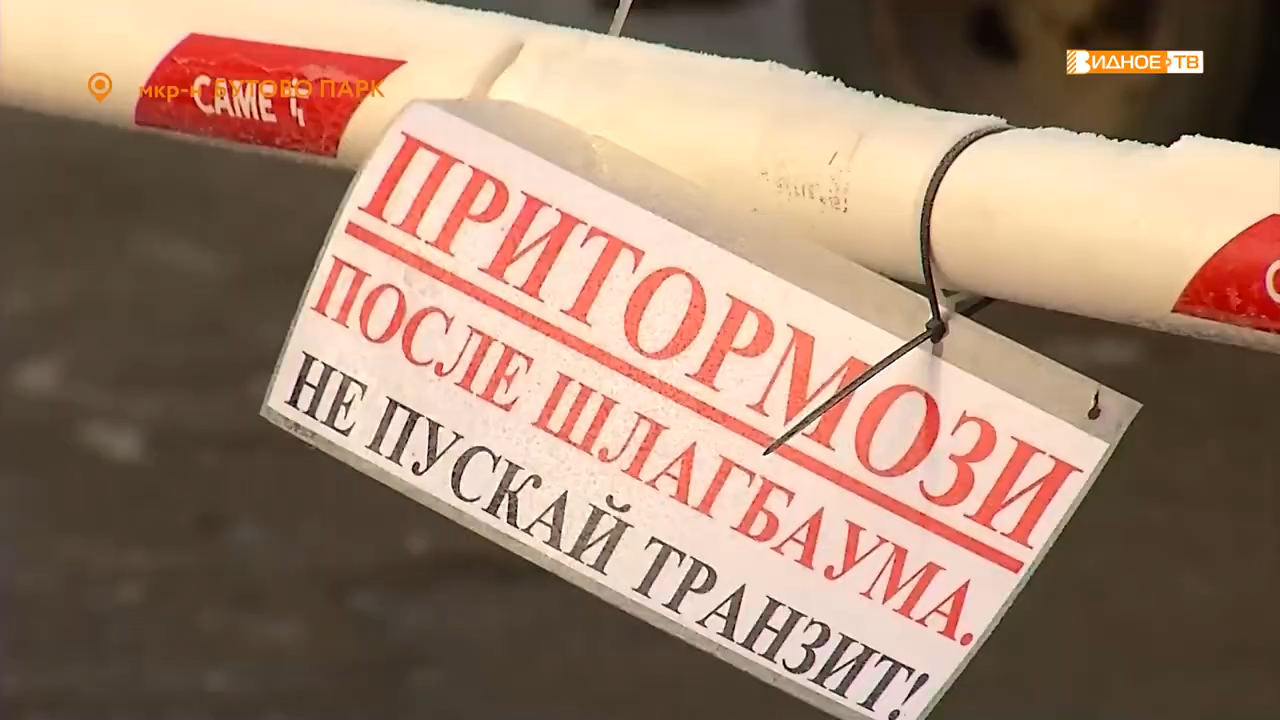 мкр-н БУТОВО ПАРК
ВИДНОЕ ТВ
CAME
ПРИТОРМОЗИ
ПОСЛЕ ШЛАГБАУМА.
НЕ ПУСКАЙ ТРАНЗИТ!